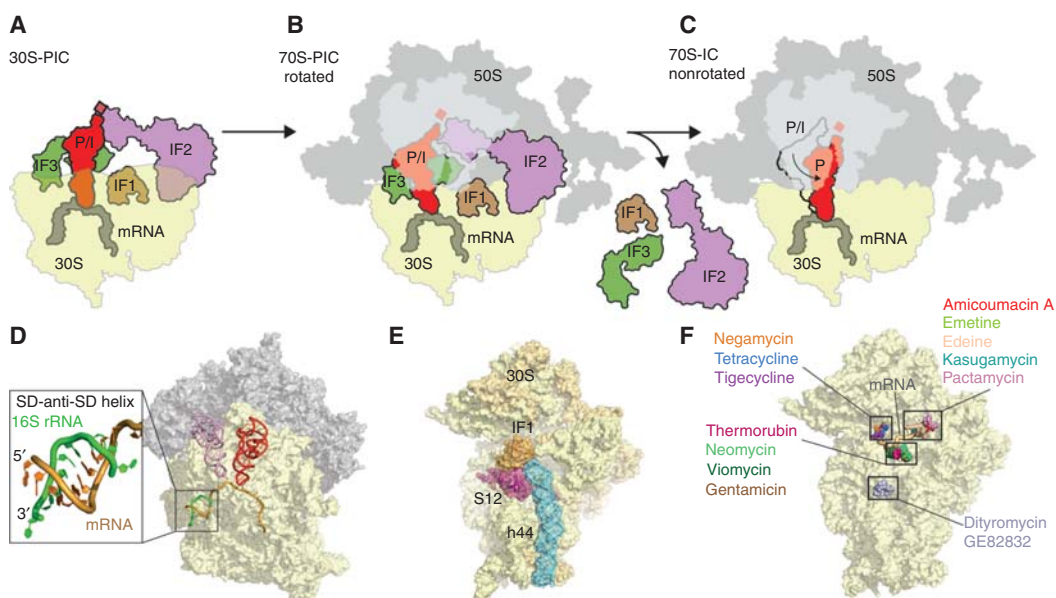 A
30S-PIC
P/I
IF3
IF2
IF1
mRNA
30S
B
70S-PIC
rotated
50S
P/I
IF3
IF2
IF1
mRNA
30S
IF1
IF3
IF2
C
70S-IC
nonrotated
50S
P/I
P
mRNA
30S
D
SD-anti-SD helix
16S rRNA
5′
3′
mRNA
E
30S
IF1
S12
h44
F
Negamycin
Tetracycline
Tigecycline
Thermorubin
Neomycin
Viomycin
Gentamicin
mRNA
Amicoumacin A
Emetine
Edeine
Kasugamycin
Pactamycin
Dityromycin
GE82832